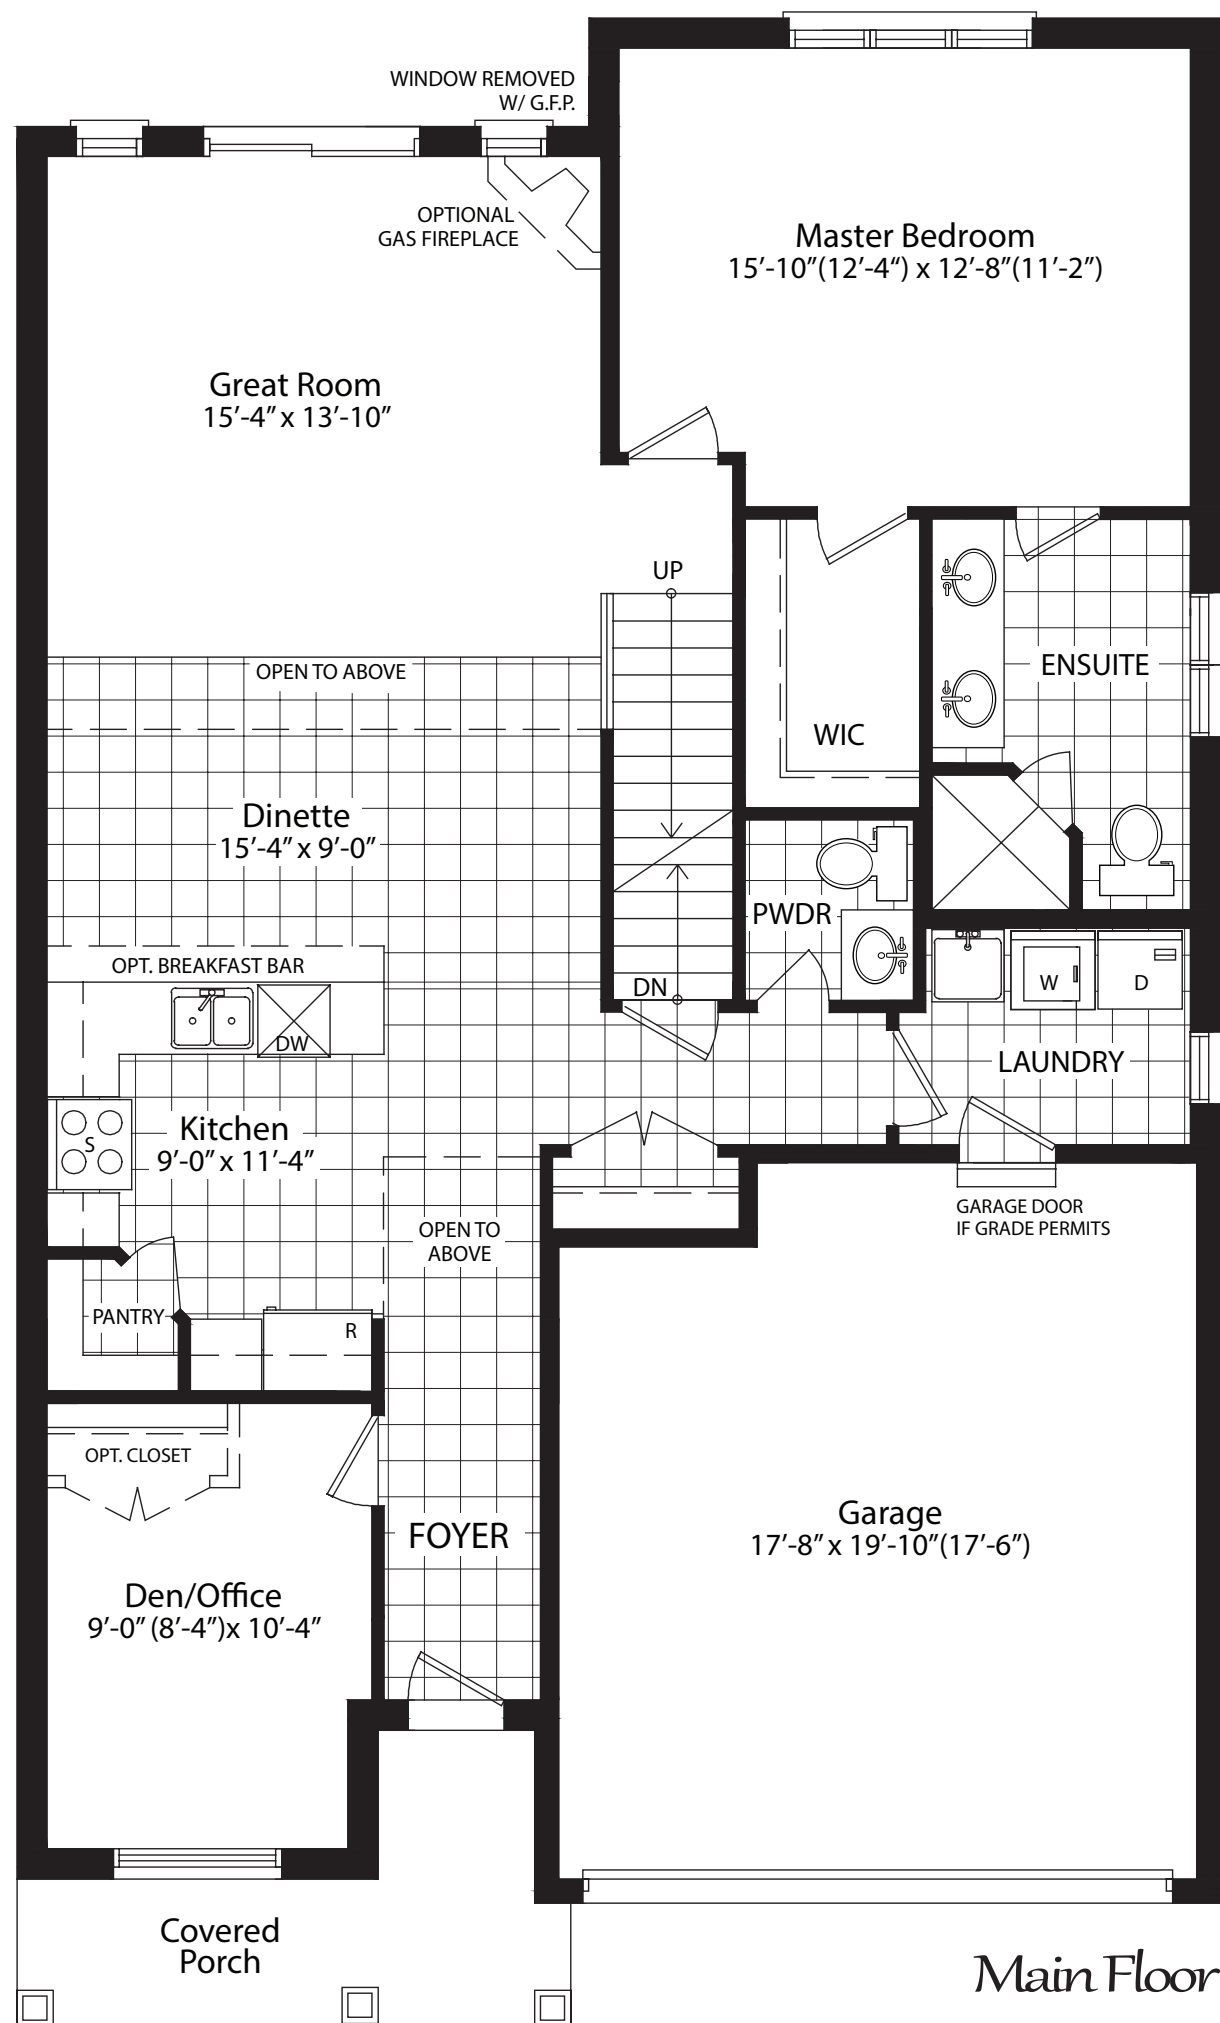 WINDOW REMOVED
W/ G.F.P.
OPTIONAL
GAS FIREPLACE
Master Bedroom
15’-10”(12’-4“) x 12’-8”(11’-2”)
Great Room
15’-4” x 13’-10”
UP
OPEN TO ABOVE
ENSUITE
WIC
Dinette
15’-4” x 9’-0”
PWDR
OPT. BREAKFAST BAR
DN
W
D
DW
LAUNDRY
S
Kitchen
9’-0” x 11’-4”
GARAGE DOOR
IF GRADE PERMITS
OPEN TO
ABOVE
PANTRY
R
OPT. CLOSET
FOYER
Garage
17’-8” x 19’-10”(17’-6”)
Den/Office
9’-0” (8’-4”)x 10’-4”
Covered
Porch
Main Floor